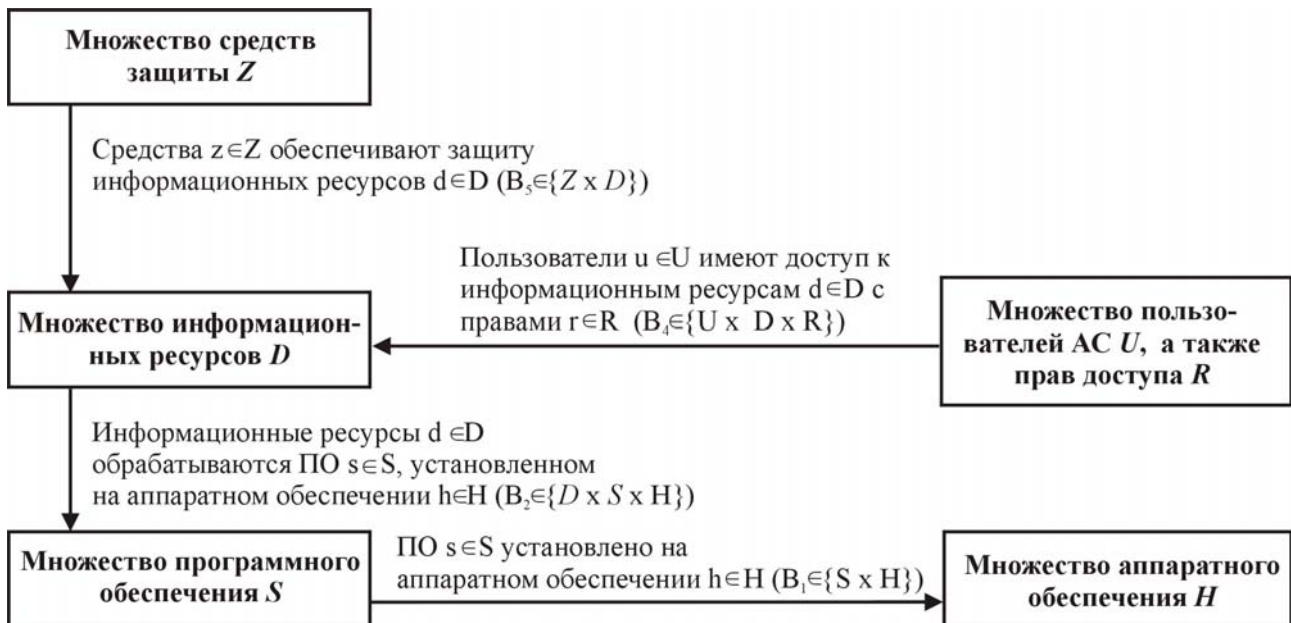 Множество средств
защиты Z
Средства z∈Z обеспечивают защиту
информационных ресурсов d∈D (B₅∈{Z x D})
Пользователи u ∈U имеют доступ к
информационным ресурсам d∈D с
правами r∈R (B₄∈{U x D x R})
Множество информацион-
ных ресурсов D
Множество пользо-
вателей АС U, а также
прав доступа R
Информационные ресурсы d ∈D
обрабатываются ПО s∈S, установленном
на аппаратном обеспечении h∈H (B₂∈{D x S x H})
Множество программного
обеспечения S
ПО s∈S установлено на
аппаратном обеспечении h∈H (B₁∈{S x H})
Множество аппаратного
обеспечения H